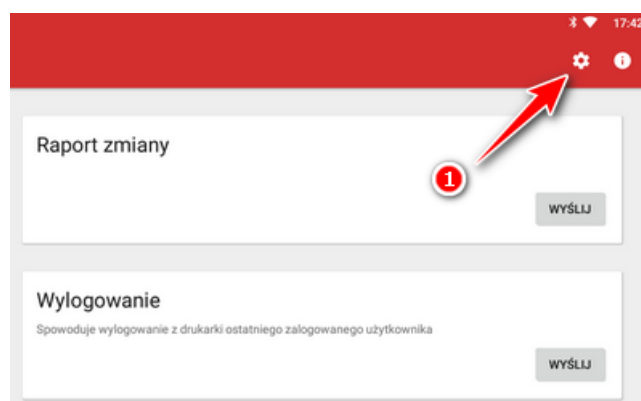 17:42
1
Raport zmiany
WYŚLIJ
Wylogowanie
Spowoduje wylogowanie z drukarki ostatniego zalogowanego użytkownika
WYŚLIJ